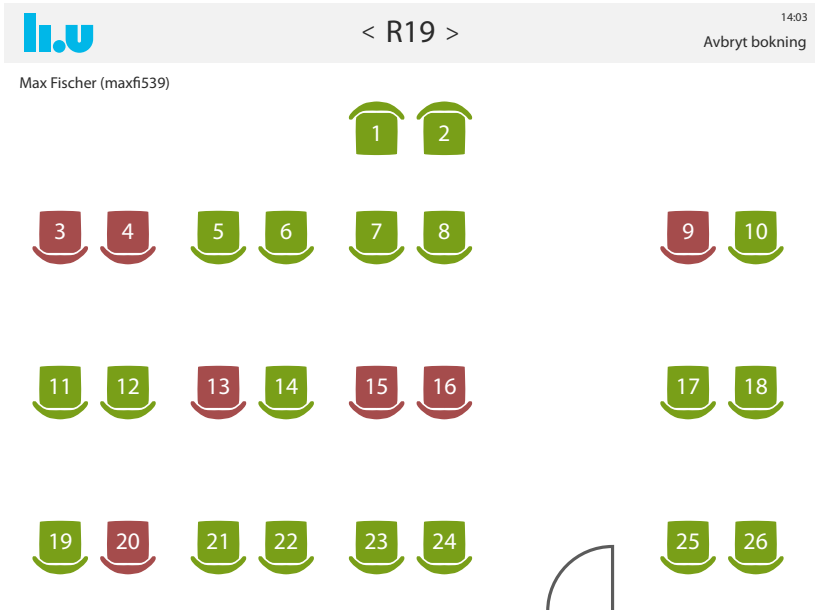 li.u
< R19 >
14:03
Avbryt bokning
Max Fischer (maxfi539)
1 2
3 4 5 6 7 8 9 10
11 12 13 14 15 16 17 18
19 20 21 22 23 24 25 26